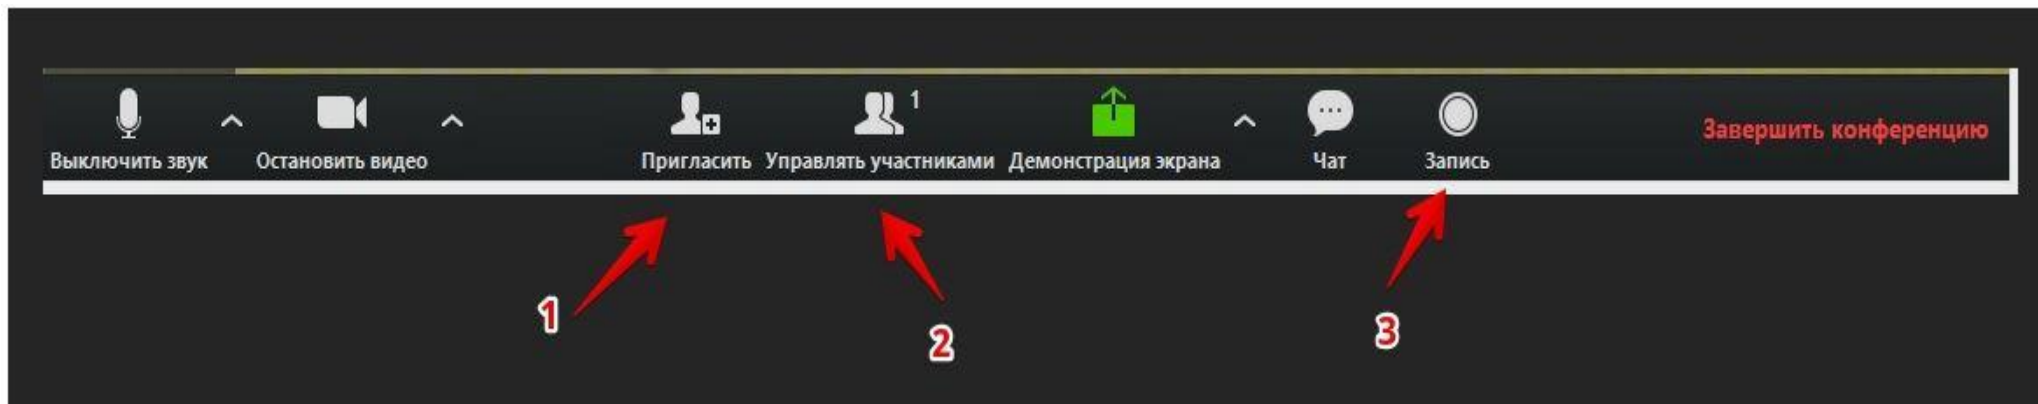 1
Выключить звук Остановить видео Пригласить Управлять участниками Демонстрация экрана Чат Запись Завершить конференцию
1
2
3